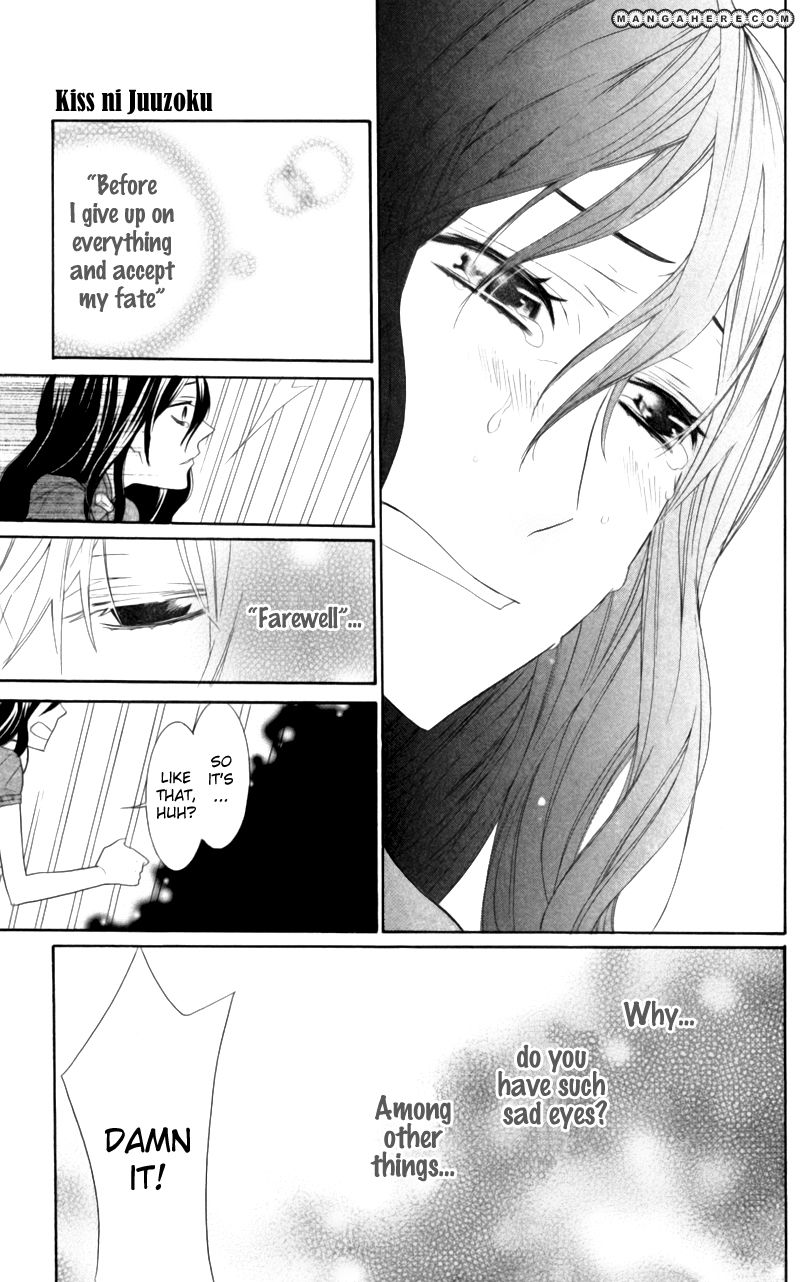 MANGAHERE.COM
Kiss ni Juuzoku
“Before
I give up on
everything
and accept
my fate”
“Farewell”...
SO
IT'S
...
LIKE
THAT,
HUH?
Why...
do you
have such
sad eyes?
Among
other
things...
DAMN
IT!